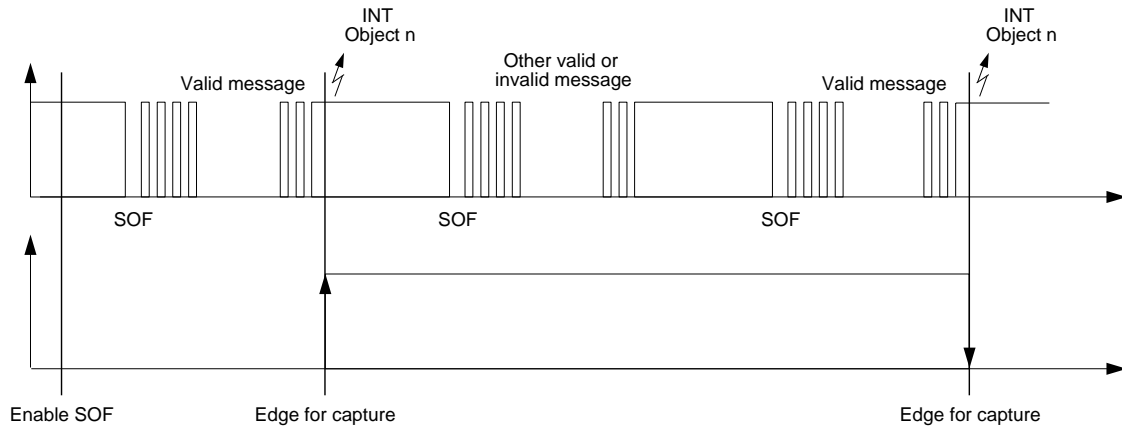 INT
Object n
INT
Object n
Valid message
Other valid or
invalid message
Valid message
SOF
SOF
SOF
Enable SOF
Edge for capture
Edge for capture